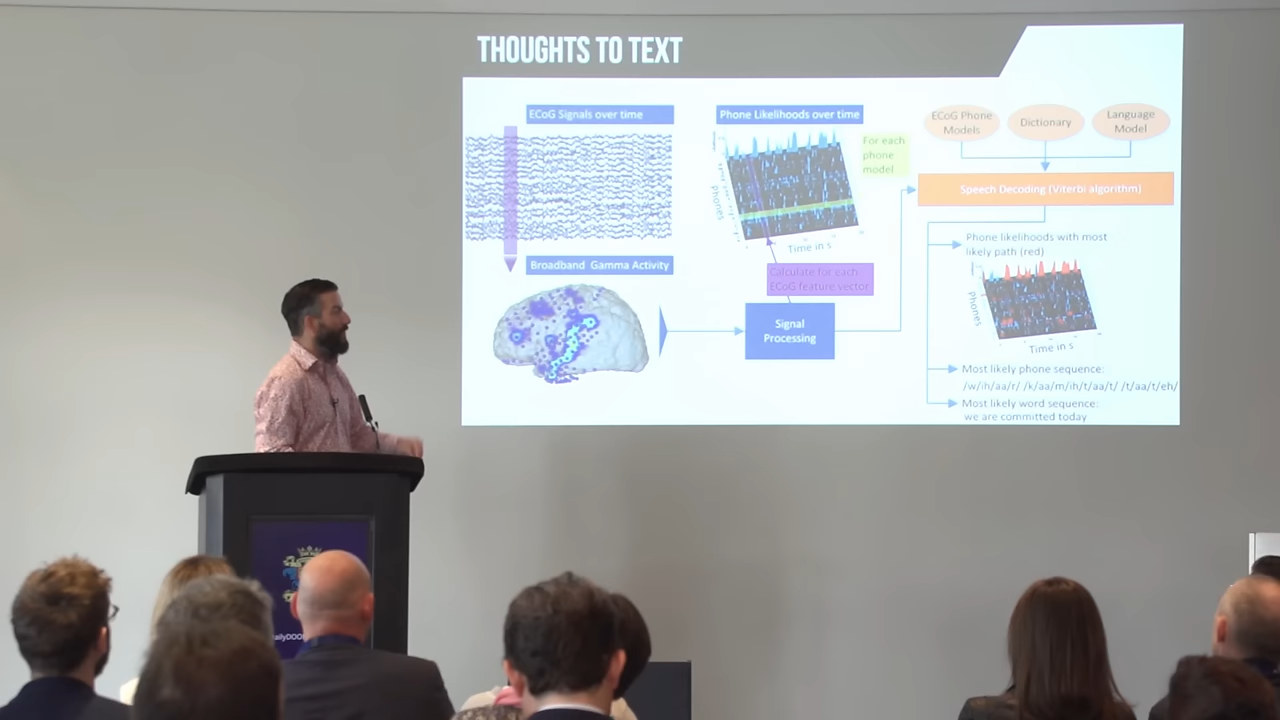 THOUGHTS TO TEXT
ECoG Signals over time
Broadband Gamma Activity
Phone Likelihoods over time
For each
phone
model
phones
Time in s
Calculate for each
ECoG feature vector
Signal
Processing
ECoG Phone
Models
Dictionary
Language
Model
Speech Decoding (Viterbi algorithm)
Phone likelihoods with most
likely path (red)
phones
Time in s
Most likely phone sequence:
/w/ih/aa/r/ /k/aa/m/ih/t/aa/t/ /t/aa/t/eh/
Most likely word sequence:
we are committed today